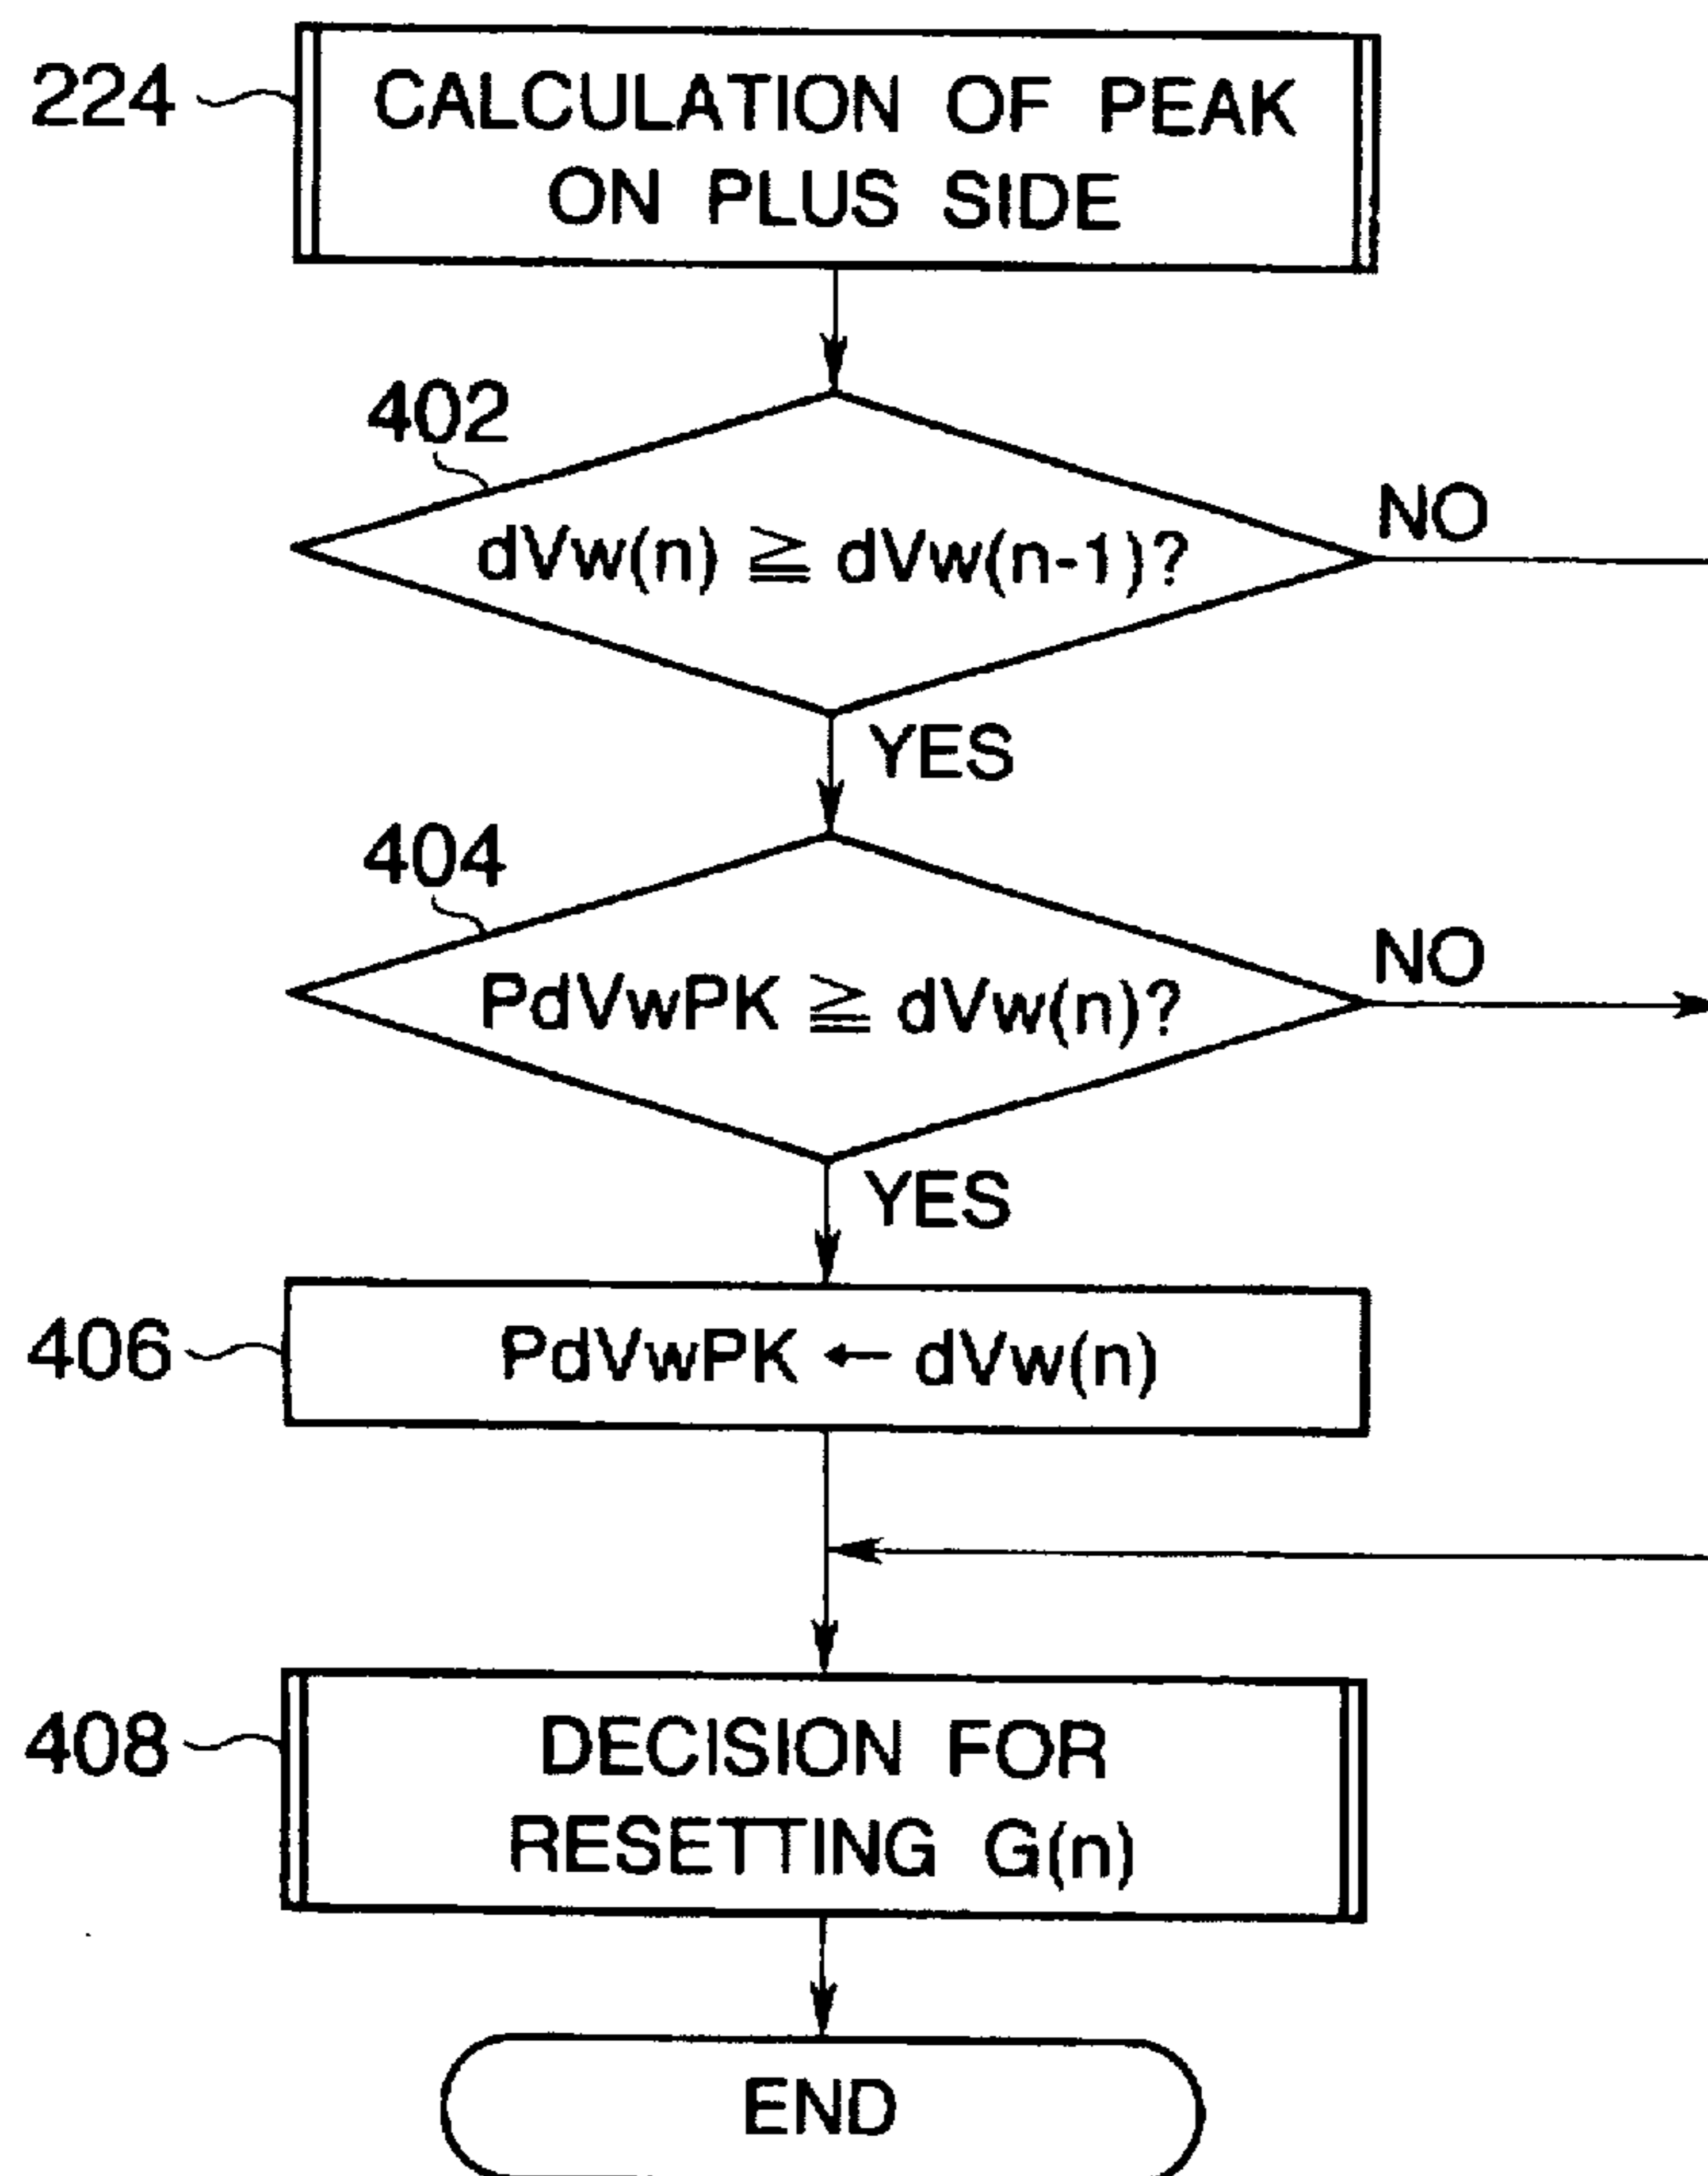 224
CALCULATION OF PEAK
ON PLUS SIDE
402
dVw(n) ≧ dVw(n-1)?
NO
YES
404
PdVwPK ≧ dVw(n)?
NO
YES
406
PdVwPK ← dVw(n)
408
DECISION FOR
RESETTING G(n)
END